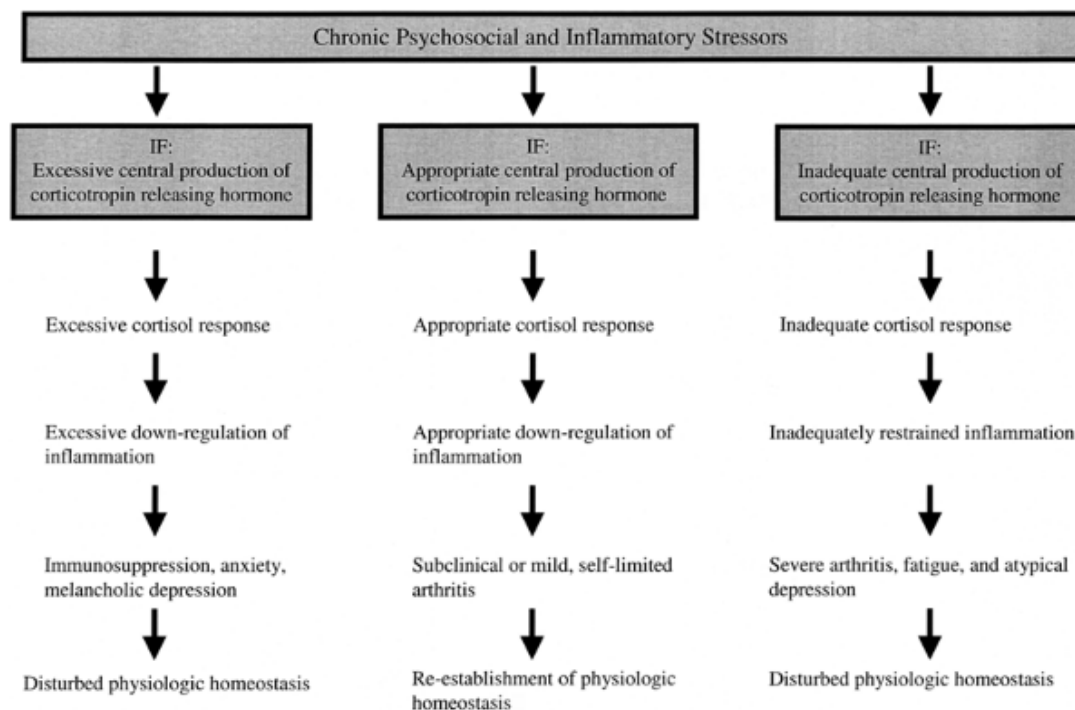 Chronic Psychosocial and Inflammatory Stressors
IF:
Excessive central production of
corticotropin releasing hormone
IF:
Appropriate central production of
corticotropin releasing hormone
IF:
Inadequate central production of
corticotropin releasing hormone
Excessive cortisol response
Appropriate cortisol response
Inadequate cortisol response
Excessive down-regulation of
inflammation
Appropriate down-regulation of
inflammation
Inadequately restrained inflammation
Immunosuppression, anxiety,
melancholic depression
Subclinical or mild, self-limited
arthritis
Severe arthritis, fatigue, and atypical
depression
Disturbed physiologic homeostasis
Re-establishment of physiologic
homeostasis
Disturbed physiologic homeostasis